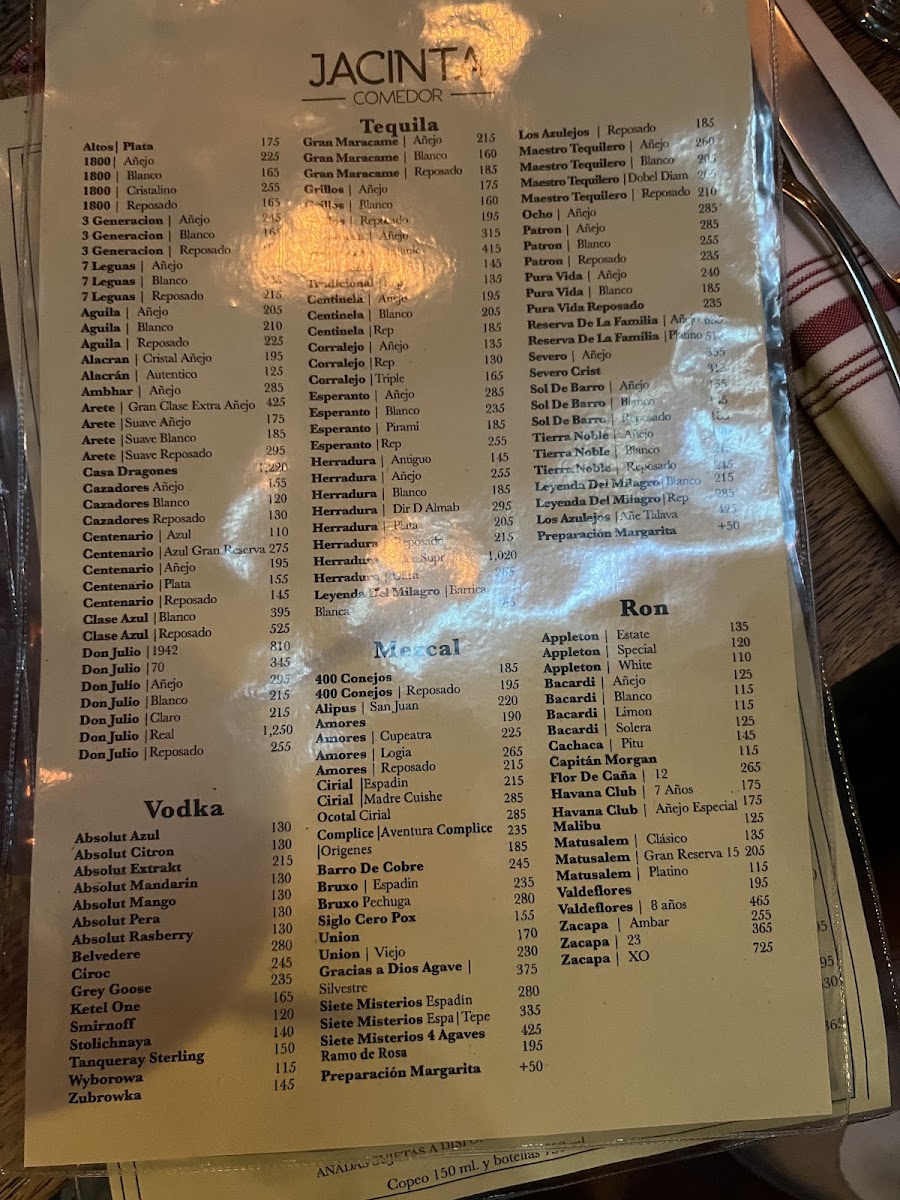 JACINTA
COMEDOR
Tequila
Altos| Plata 175
1800| Añejo 225
1800| Blanco 165
1800| Cristalino 255
1800| Reposado 165
3 Generacion | Añejo 245
3 Generacion | Blanco
3 Generacion | Reposado
7 Leguas | Añejo
7 Leguas | Blanco
7 Leguas | Reposado 215
Aguila | Añejo 205
Aguila | Blanco 210
Aguila | Reposado 225
Alacran | Cristal Añejo 195
Alacrán | Autentico 125
Ambhar | Añejo 285
Arete | Gran Clase Extra Añejo 425
Arete |Suave Añejo 175
Arete |Suave Blanco 185
Arete |Suave Reposado 295
Casa Dragones 1,220
Cazadores Añejo 155
Cazadores Blanco 120
Cazadores Reposado 130
Centenario | Azul 110
Centenario |Azul Gran Reserva 275
Centenario |Añejo 195
Centenario |Plata 155
Centenario |Reposado 145
Clase Azul |Blanco 395
Clase Azul |Reposado 525
Don Julio |1942 810
Don Julio |70 345
Don Julio |Añejo 295
Don Julio |Blanco 215
Don Julio |Claro 215
Don Julio |Real 1,250
Don Julio |Reposado 255
Gran Maracame | Añejo 215
Gran Maracame | Blanco 160
Gran Maracame | Reposado 185
Grillos | Añejo 175
Grillos | Blanco 160
| Reposado 195
Añejo 315
415
145
Tradicional | 135
Centinela | Añejo 195
Centinela | Blanco 205
Centinela |Rep 185
Corralejo | Añejo 135
Corralejo |Rep 130
Corralejo |Triple 165
Esperanto | Añejo 285
Esperanto | Blanco 235
Esperanto | Pirami 185
Esperanto |Rep 255
Herradura | Antiguo 145
Herradura | Añejo 255
Herradura | Blanco 185
Herradura | Dir D Almab 295
Herradura | Plata 205
Herradura | Reposado 215
Herradura Supr 1,020
Herradura | Ultra
Leyenda Del Milagro |Barrica
Blanca
Los Azulejos | Reposado 185
Maestro Tequilero | Añejo 260
Maestro Tequilero | Blanco 205
Maestro Tequilero |Dobel Diam
Maestro Tequilero | Reposado 210
Ocho | Añejo 285
Patron | Añejo 285
Patron | Blanco 255
Patron | Reposado 235
Pura Vida | Añejo 240
Pura Vida | Blanco 185
Pura Vida Reposado 235
Reserva De La Familia | Añejo
Reserva De La Familia |Platino
Severo | Añejo 355
Severo Crist
Sol De Barro | Añejo
Sol De Barro | Blanco
Sol De Barro | Reposado
Tierra Noble | Añejo
Tierra Noble | Blanco
Tierra Noble | Reposado 245
Leyenda Del Milagro|Blanco 215
Leyenda Del Milagro|Rep
Los Azulejos |Añe Talava 425
Preparación Margarita +50
Vodka
Absolut Azul 130
Absolut Citron 130
Absolut Extrakt 215
Absolut Mandarin 130
Absolut Mango 130
Absolut Pera 130
Absolut Rasberry 130
Belvedere 280
Ciroc 245
Grey Goose 235
Ketel One 165
Smirnoff 120
Stolichnaya 140
Tanqueray Sterling 150
Wyborowa 115
Zubrowka 145
Mezcal
400 Conejos 185
400 Conejos | Reposado 195
Alipus | San Juan 220
Amores 190
Amores | Cupeatra 225
Amores | Logia 265
Amores | Reposado 215
Cirial |Espadin 215
Cirial |Madre Cuishe 285
Ocotal Cirial 285
Complice |Aventura Complice 235
|Origenes 185
Barro De Cobre 245
Bruxo | Espadin 235
Bruxo Pechuga 280
Siglo Cero Pox 155
Union 170
Union | Viejo 230
Gracias a Dios Agave | 375
Silvestre
Siete Misterios Espadin 280
Siete Misterios Espa|Tepe 335
Siete Misterios 4 Agaves 425
Ramo de Rosa 195
Preparación Margarita +50
Ron
Appleton | Estate 135
Appleton | Special 120
Appleton | White 110
Bacardi | Añejo 125
Bacardi | Blanco 115
Bacardi | Limon 115
Bacardi | Solera 125
Cachaca | Pitu 145
Capitán Morgan 115
Flor De Caña | 12 265
Havana Club | 7 Años 175
Havana Club | Añejo Especial 175
Malibu 125
Matusalem | Clásico 135
Matusalem | Gran Reserva 15 205
Matusalem | Platino 115
Valdeflores 195
Valdeflores | 8 años 465
Zacapa | Ambar 255
Zacapa | 23 365
Zacapa | XO 725
AÑADAS SUJETAS A
Copeo 150 ml. y botellas